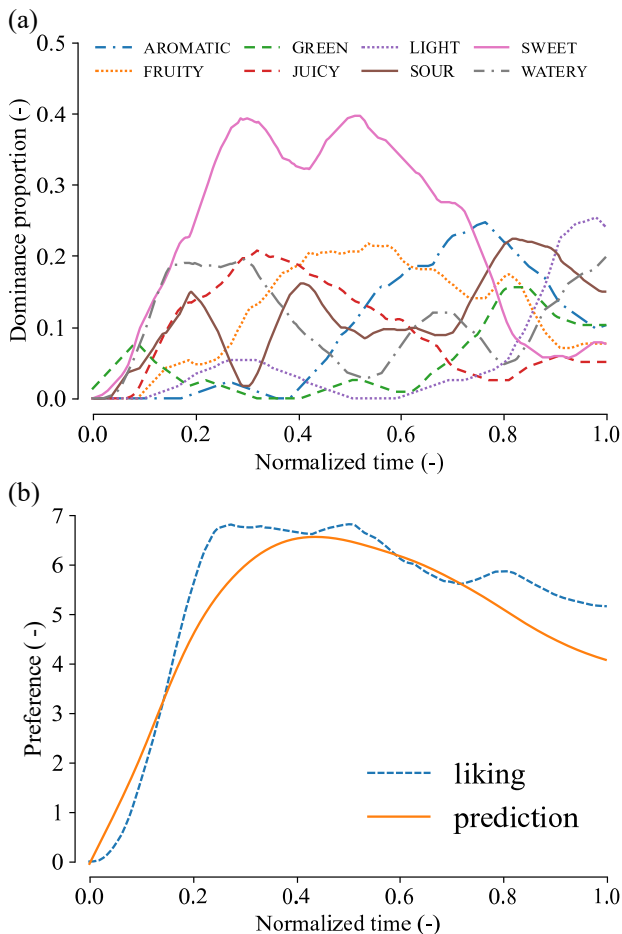 (a)
0.5
0.4
0.3
0.2
0.1
0.0
Dominance proportion (-)
AROMATIC GREEN LIGHT SWEET
FRUITY JUICY SOUR WATERY
0.0 0.2 0.4 0.6 0.8 1.0
Normalized time (-)
(b)
7
6
5
4
3
2
1
0
Preference (-)
liking
prediction
0.0 0.2 0.4 0.6 0.8 1.0
Normalized time (-)